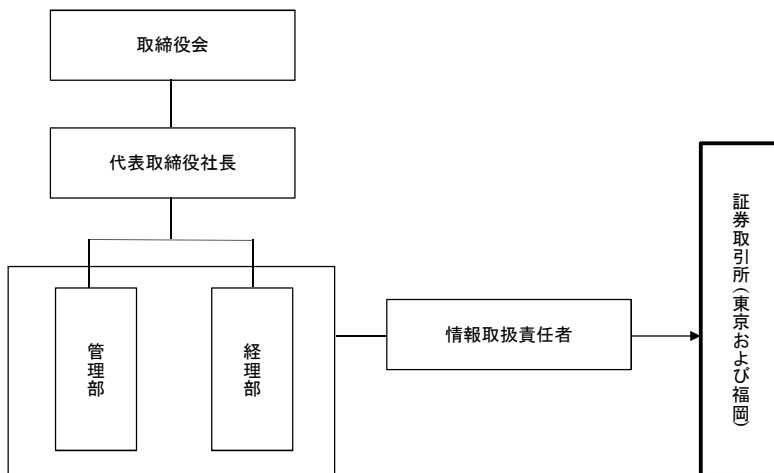 取締役会
代表取締役社長
管理部
経理部
情報取扱責任者
証券取引所(東京および福岡)